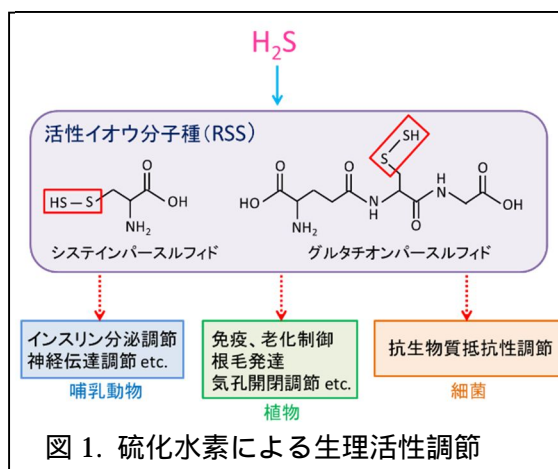 H₂S
活性イオウ分子種(RSS)
SH
S
HS—S
O
OH
NH₂
O
HO
NH₂
O
N
H
H
N
O
O
OH
システインパースルフィド
グルタチオンパースルフィド
インスリン分泌調節
神経伝達調節 etc.
哺乳動物
免疫、老化制御
根毛発達
気孔開閉調節 etc.
植物
抗生物質抵抗性調節
細菌
図 1. 硫化水素による生理活性調節